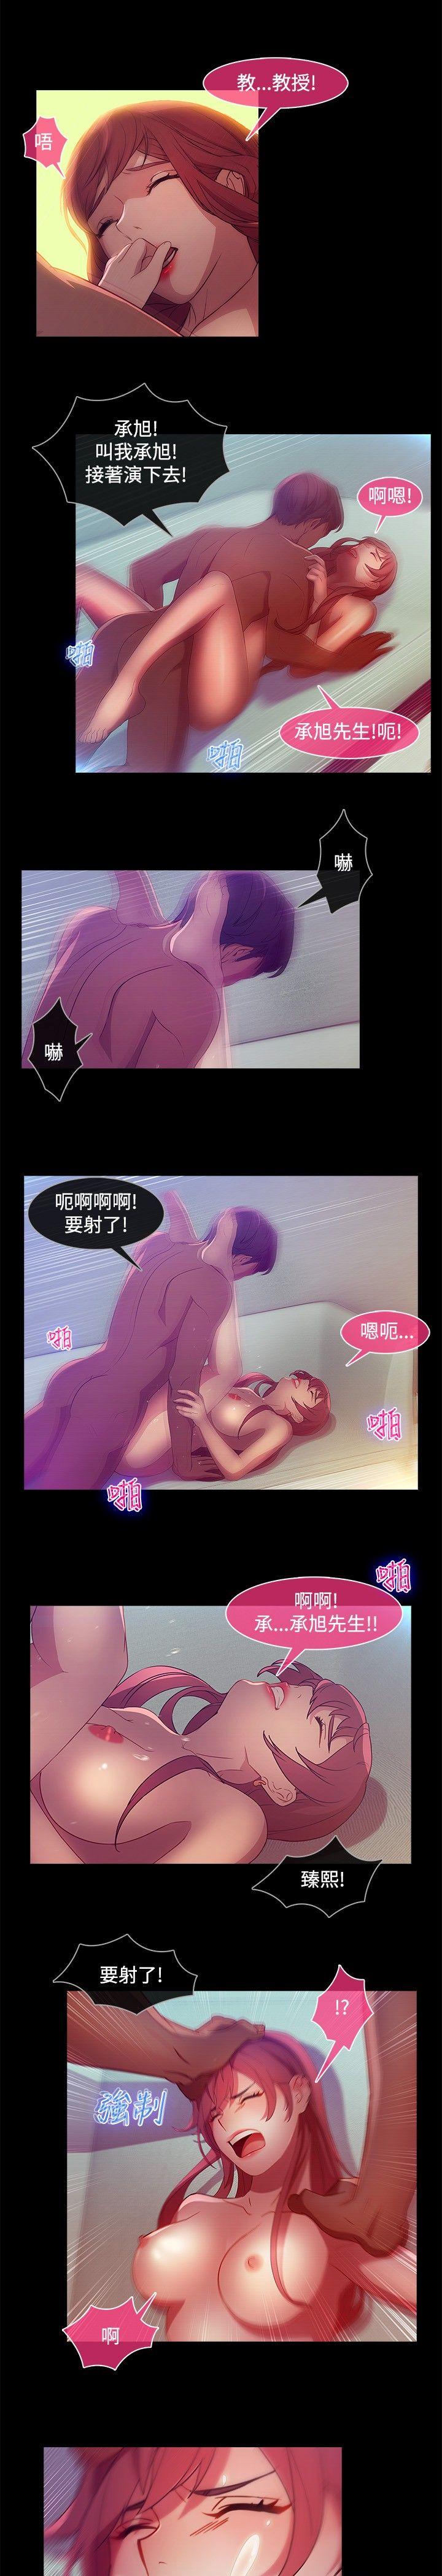 教...教授!
唔
承旭!
叫我承旭!
接著演下去!
啊嗯!
啪
承旭先生!呃!
啪
嚇
嚇
呃啊啊啊!
要射了!
啪
嗯呃...
啪
啪
啪
啊啊!
承...承旭先生!!
臻熙!
要射了!
!?
強制
啊